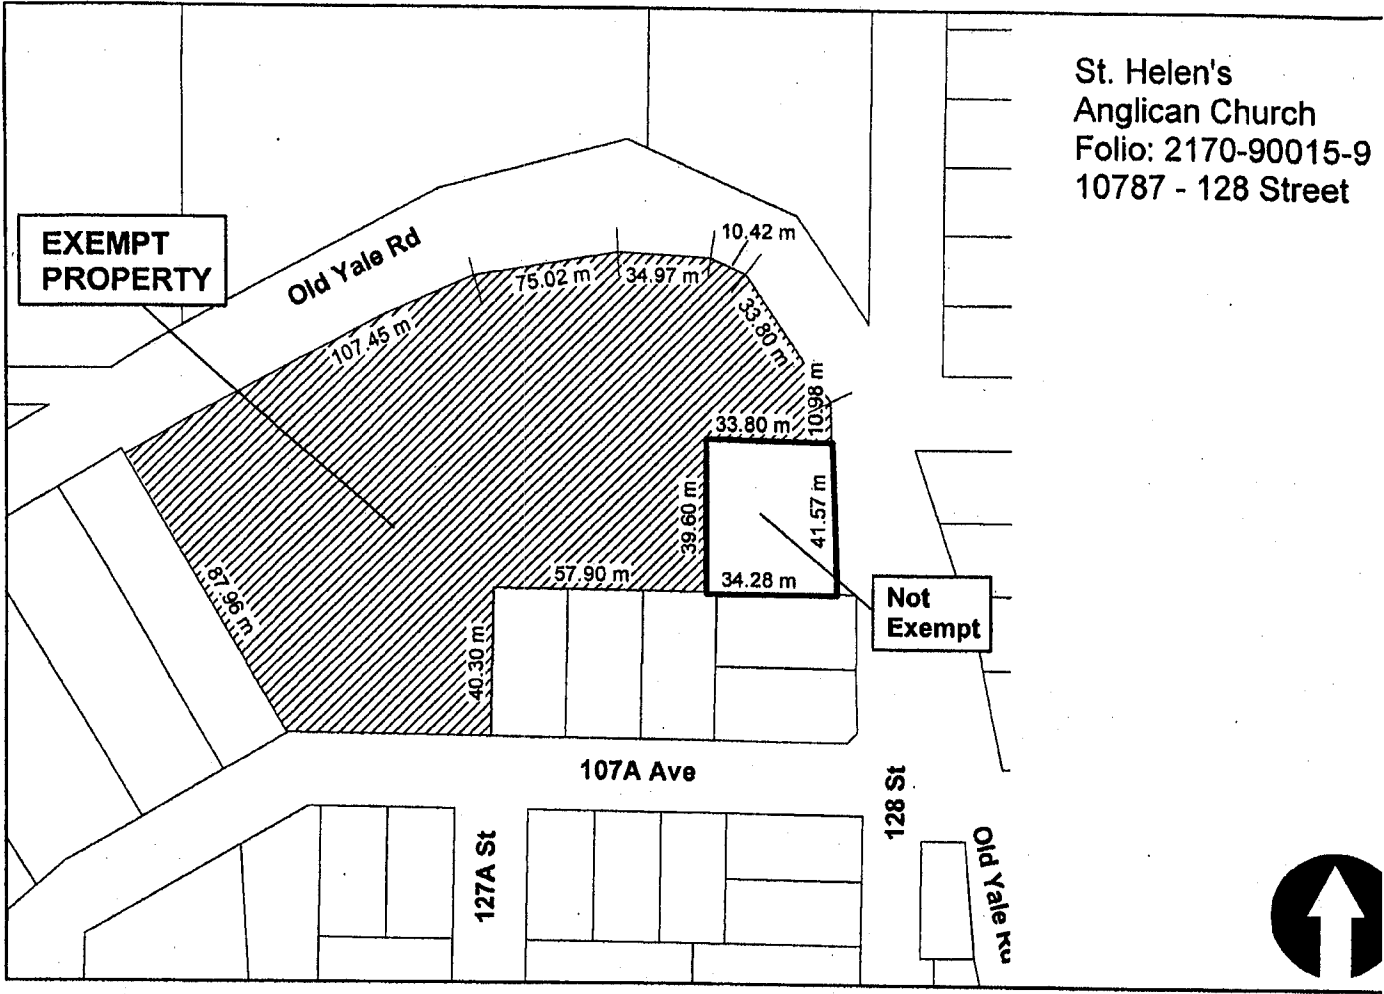 St. Helen's
Anglican Church
Folio: 2170-90015-9
10787 - 128 Street
EXEMPT
PROPERTY
Old Yale Rd
10.42 m
75.02 m
34.97 m
107.45 m
33.80 m
10.98 m
33.80 m
39.60 m
41.57 m
57.90 m
34.28 m
87.96 m
40.30 m
Not
Exempt
107A Ave
128 St
127A St
Old Yale Rd